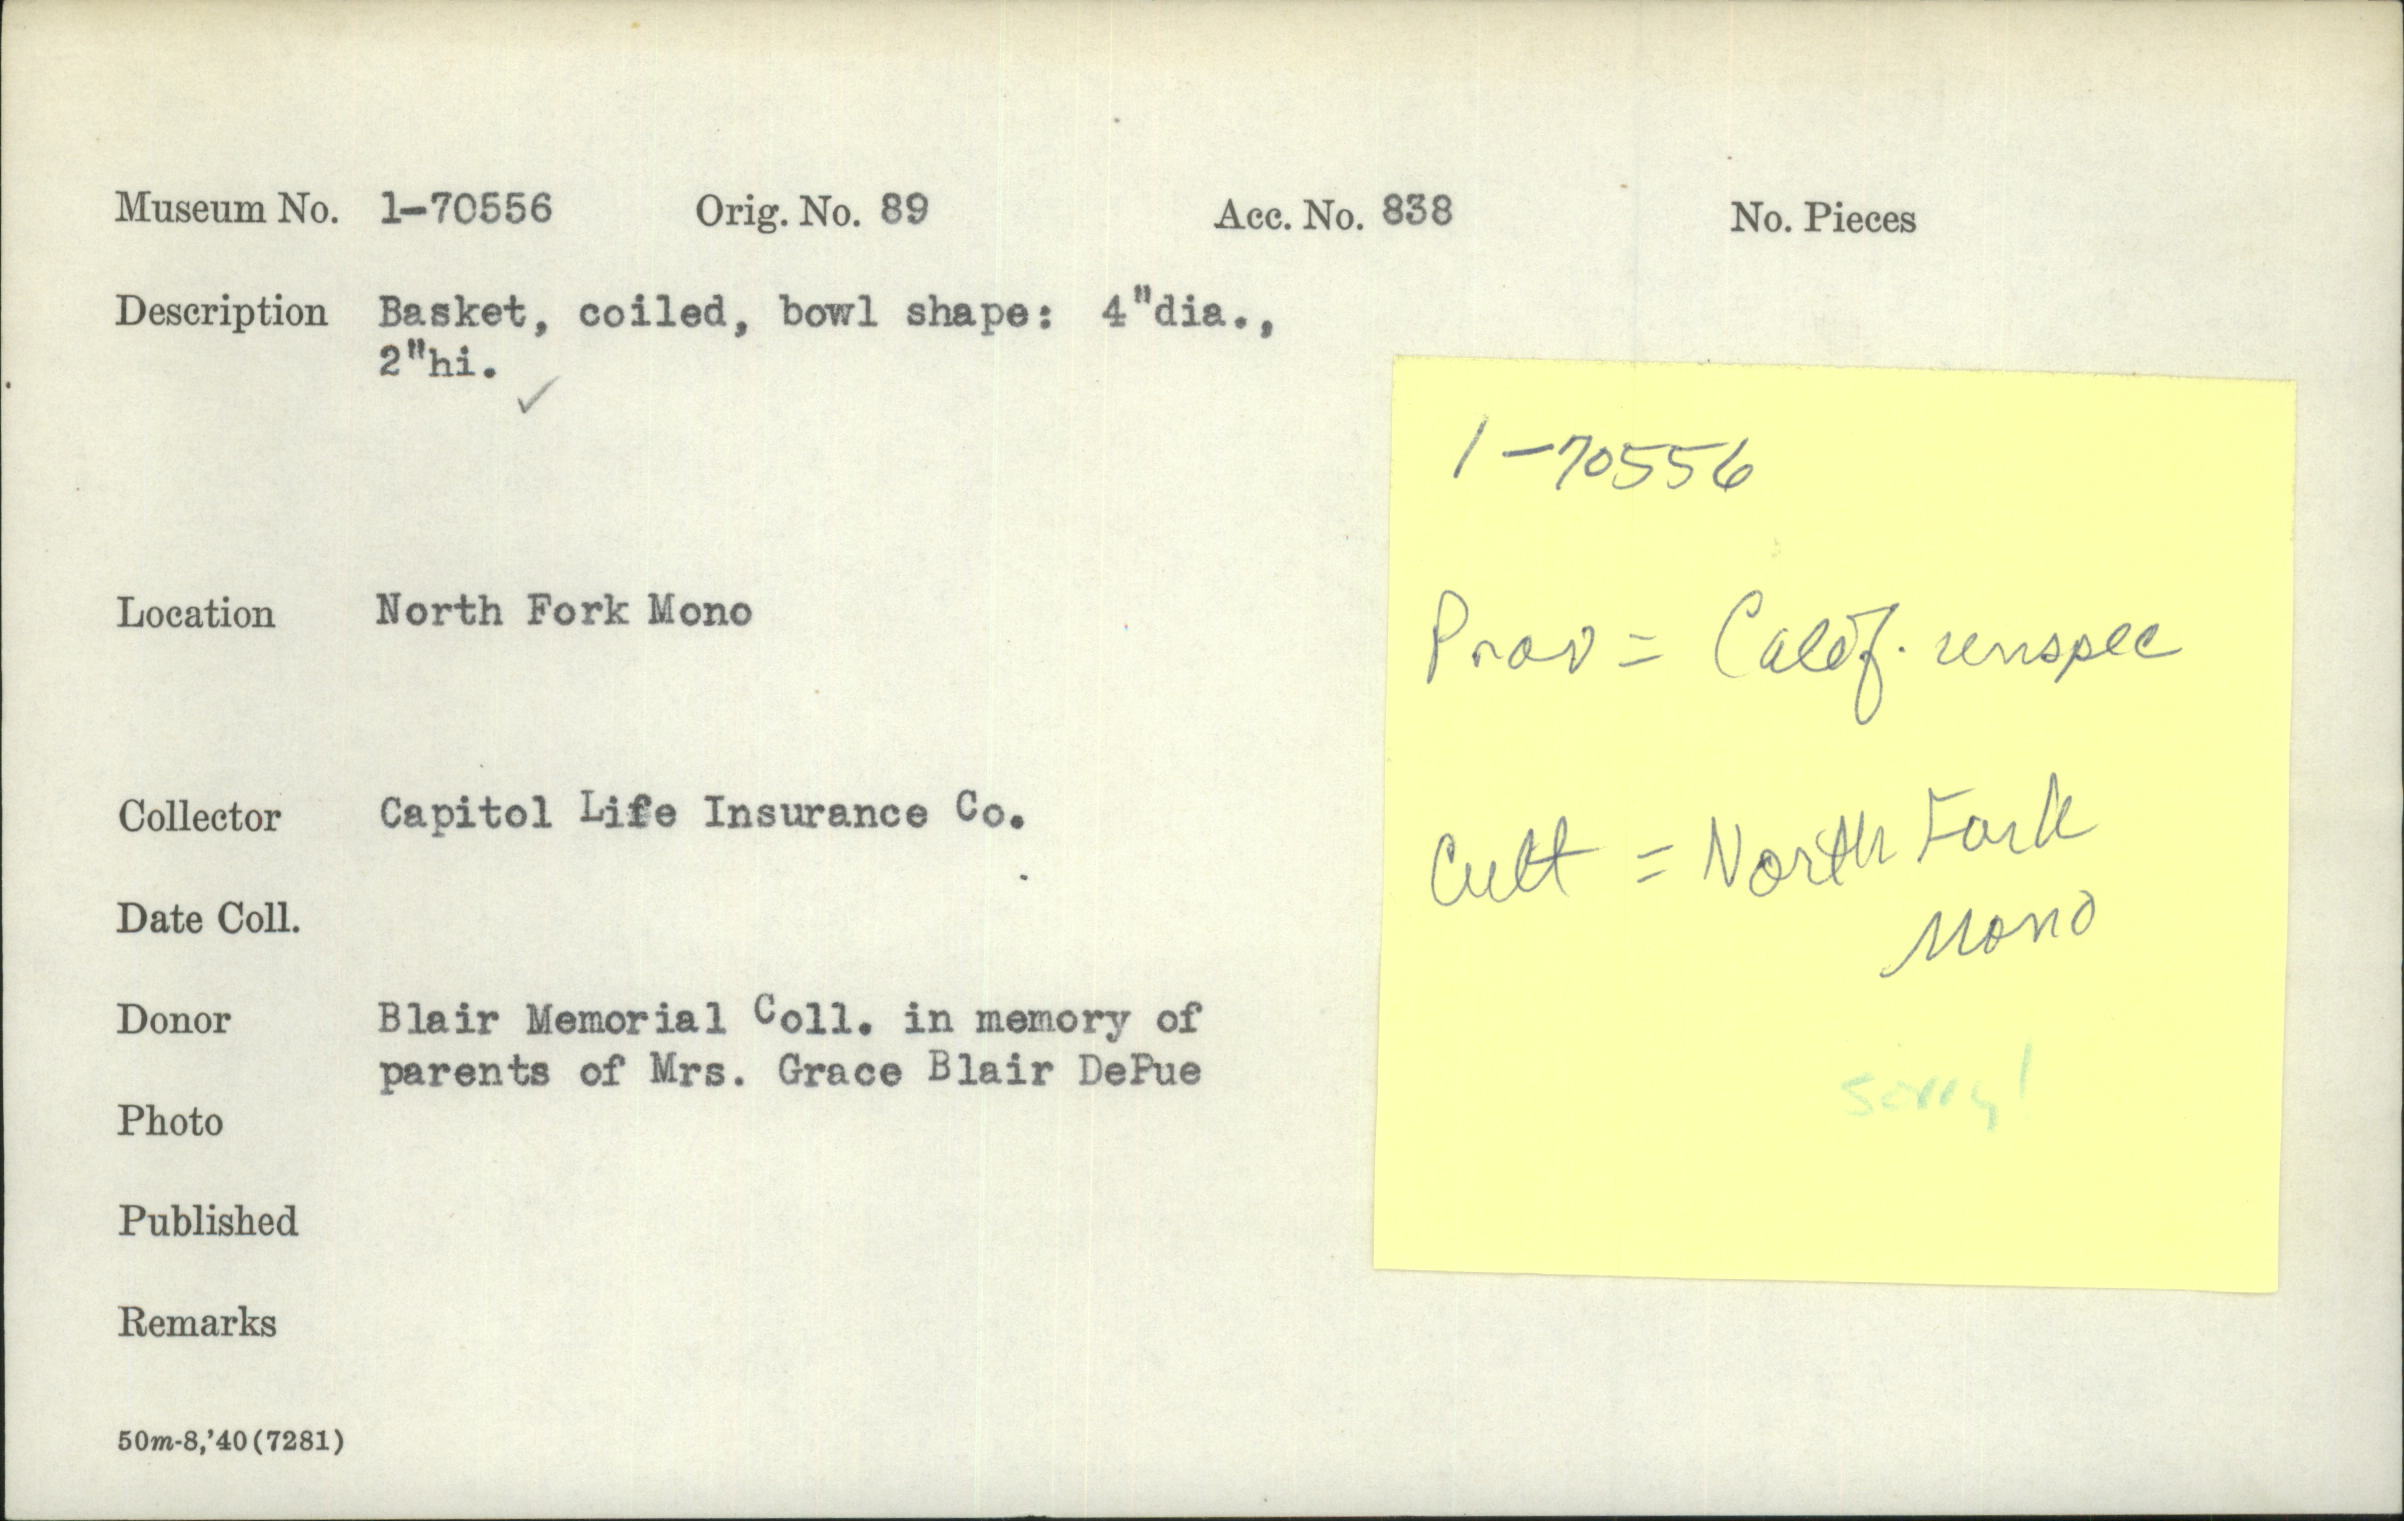 Museum No. 1-70556 Orig. No. 89 Acc. No. 838 No. Pieces
Description Basket, coiled, bowl shape: 4"dia.,
2"hi. ✓
Location North Fork Mono
Collector Capitol Life Insurance Co.
Date Coll.
Donor Blair Memorial Coll. in memory of
parents of Mrs. Grace Blair DePue
Photo
Published
Remarks
50m-8,'40(7281)
1-70556
Prov = Calif. unspec
Cult = North Fork
Mono
sorry!